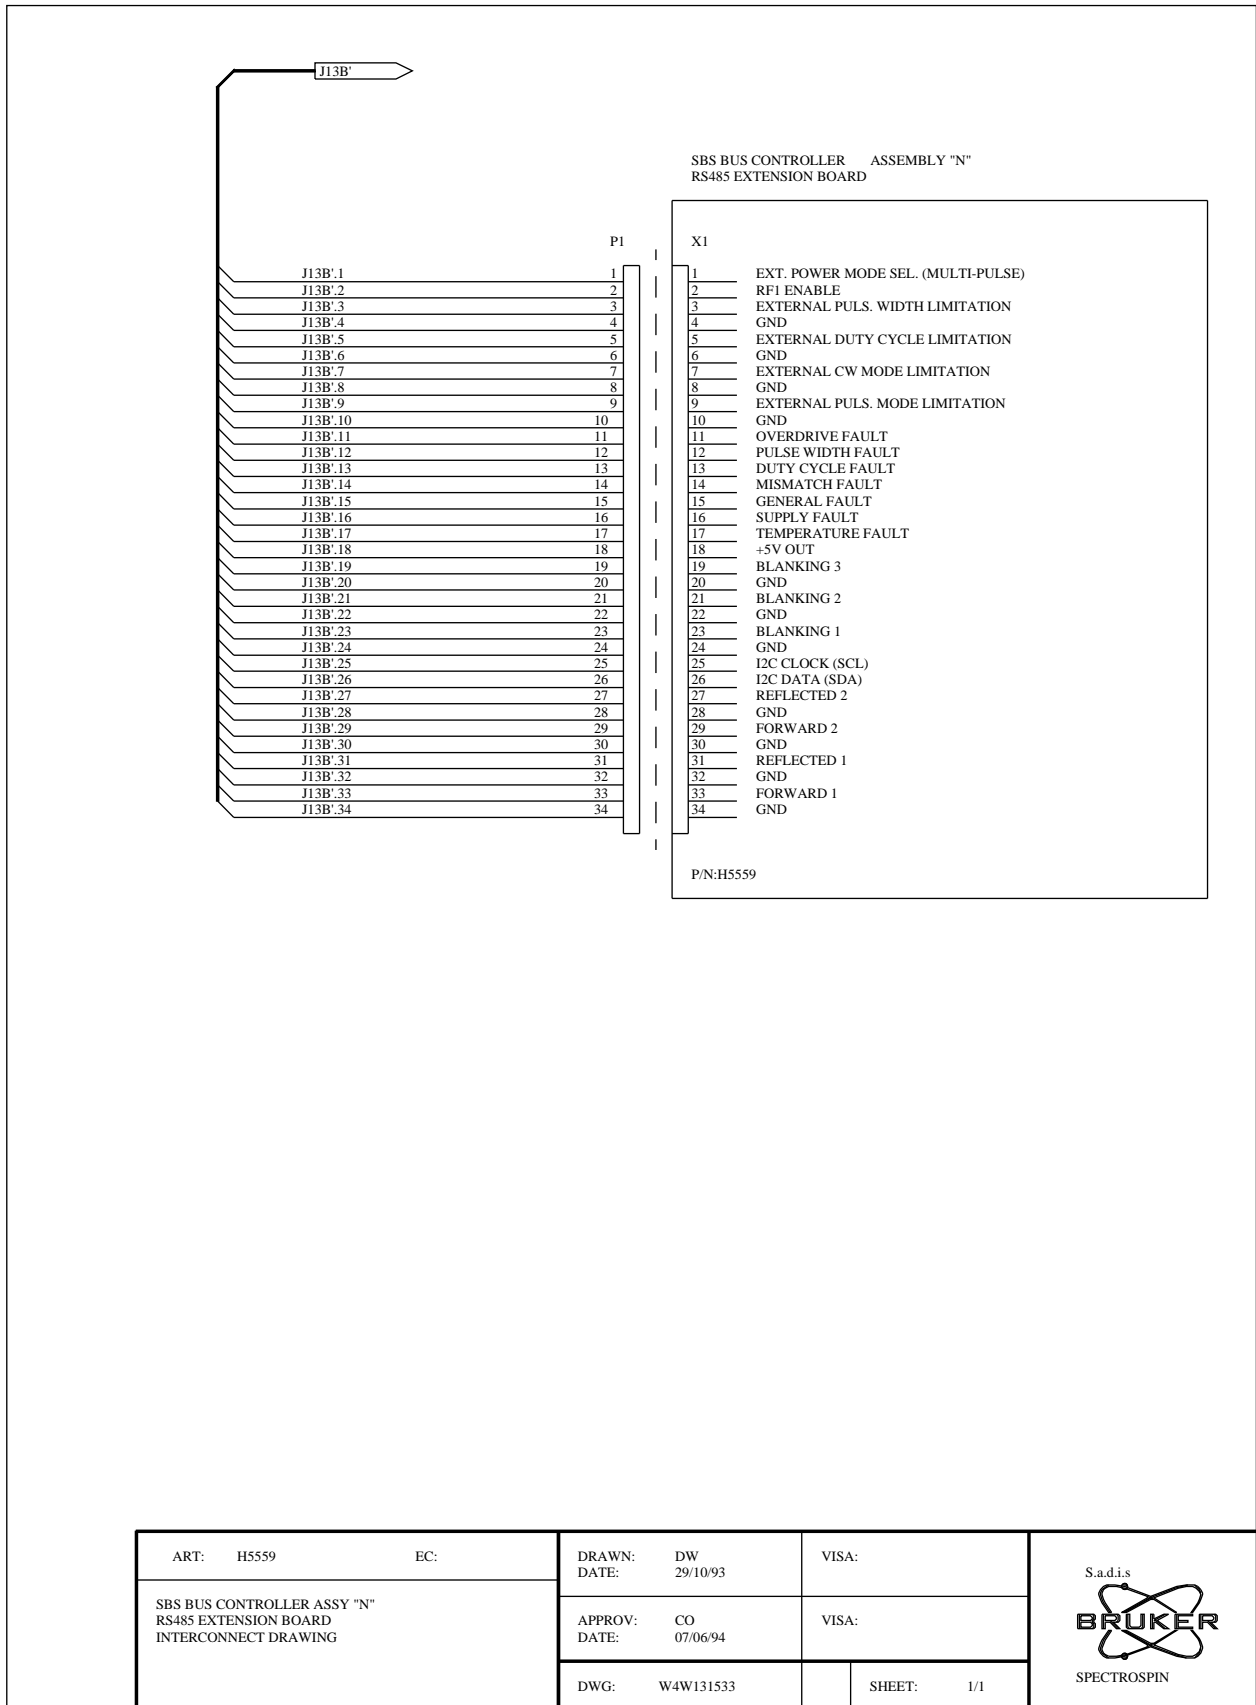 J13B'
SBS BUS CONTROLLER ASSEMBLY "N"
RS485 EXTENSION BOARD
P1 X1
J13B'.1 1 1 EXT. POWER MODE SEL. (MULTI-PULSE)
J13B'.2 2 2 RF1 ENABLE
J13B'.3 3 3 EXTERNAL PULS. WIDTH LIMITATION
J13B'.4 4 4 GND
J13B'.5 5 5 EXTERNAL DUTY CYCLE LIMITATION
J13B'.6 6 6 GND
J13B'.7 7 7 EXTERNAL CW MODE LIMITATION
J13B'.8 8 8 GND
J13B'.9 9 9 EXTERNAL PULS. MODE LIMITATION
J13B'.10 10 10 GND
J13B'.11 11 11 OVERDRIVE FAULT
J13B'.12 12 12 PULSE WIDTH FAULT
J13B'.13 13 13 DUTY CYCLE FAULT
J13B'.14 14 14 MISMATCH FAULT
J13B'.15 15 15 GENERAL FAULT
J13B'.16 16 16 SUPPLY FAULT
J13B'.17 17 17 TEMPERATURE FAULT
J13B'.18 18 18 +5V OUT
J13B'.19 19 19 BLANKING 3
J13B'.20 20 20 GND
J13B'.21 21 21 BLANKING 2
J13B'.22 22 22 GND
J13B'.23 23 23 BLANKING 1
J13B'.24 24 24 GND
J13B'.25 25 25 I2C CLOCK (SCL)
J13B'.26 26 26 I2C DATA (SDA)
J13B'.27 27 27 REFLECTED 2
J13B'.28 28 28 GND
J13B'.29 29 29 FORWARD 2
J13B'.30 30 30 GND
J13B'.31 31 31 REFLECTED 1
J13B'.32 32 32 GND
J13B'.33 33 33 FORWARD 1
J13B'.34 34 34 GND
P/N:H5559
ART: H5559 EC:
SBS BUS CONTROLLER ASSY "N"
RS485 EXTENSION BOARD
INTERCONNECT DRAWING
DRAWN: DW
DATE: 29/10/93
VISA:
APPROV: CO
DATE: 07/06/94
VISA:
DWG: W4W131533
SHEET: 1/1
S.a.d.i.s
BRUKER
SPECTROSPIN